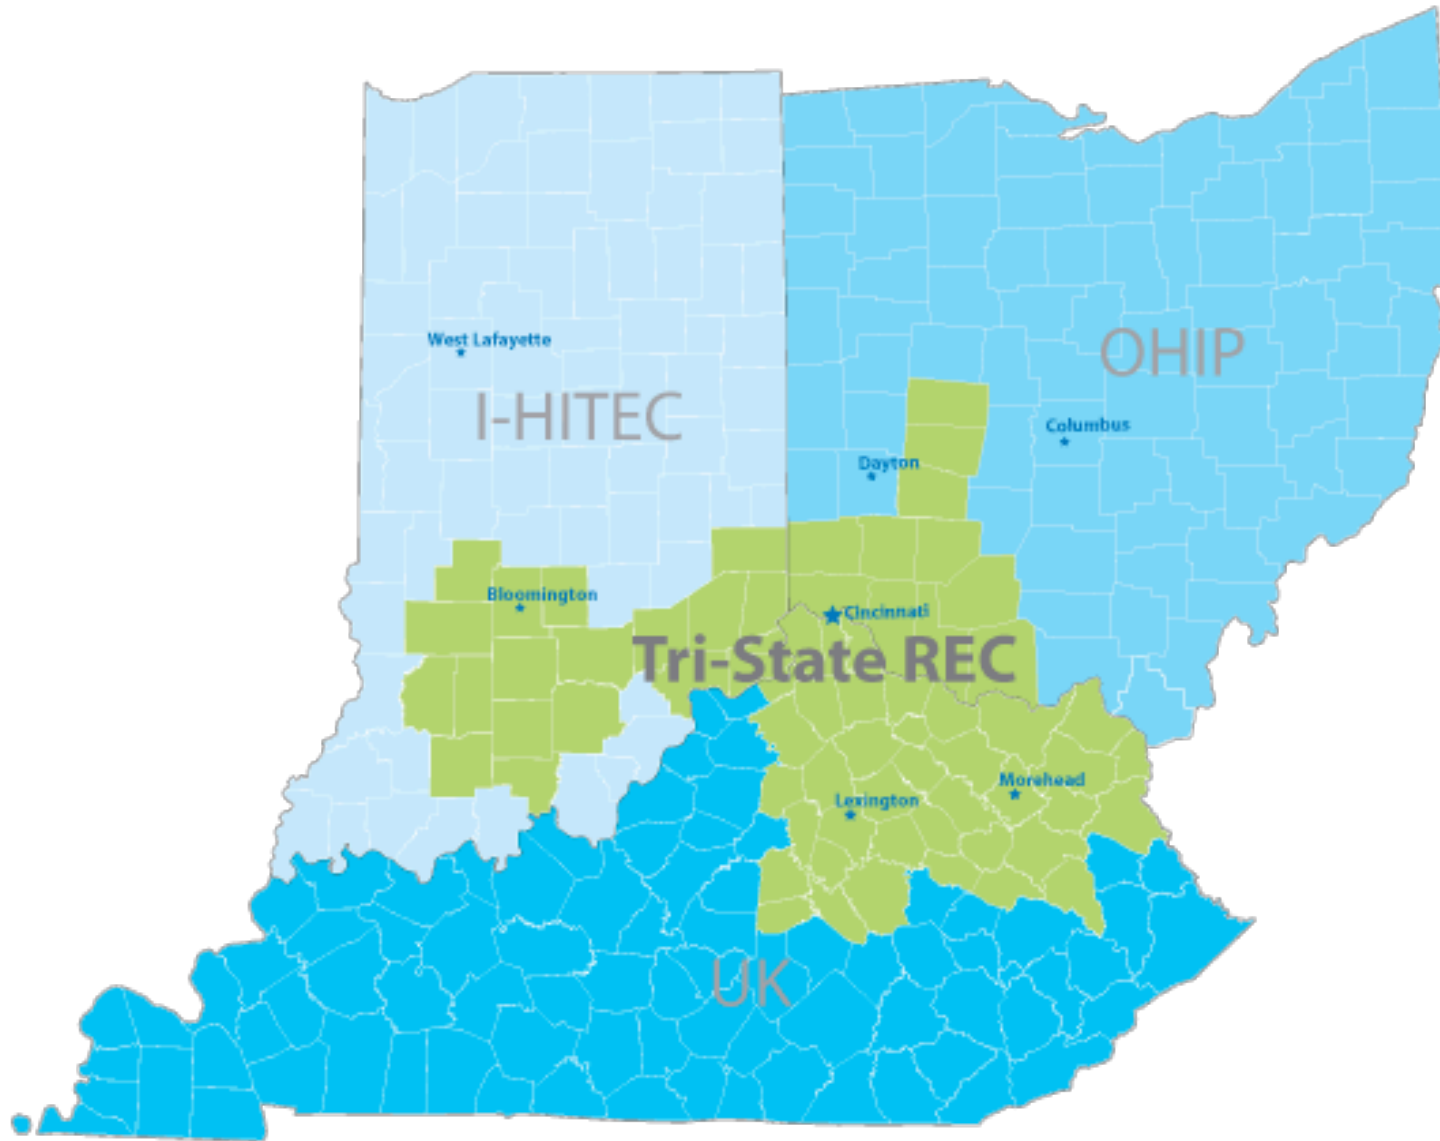 West Lafayette
I-HITEC
OHIP
Columbus
Dayton
Bloomington
Cincinnati
Tri-State REC
Morehead
Lexington
UK